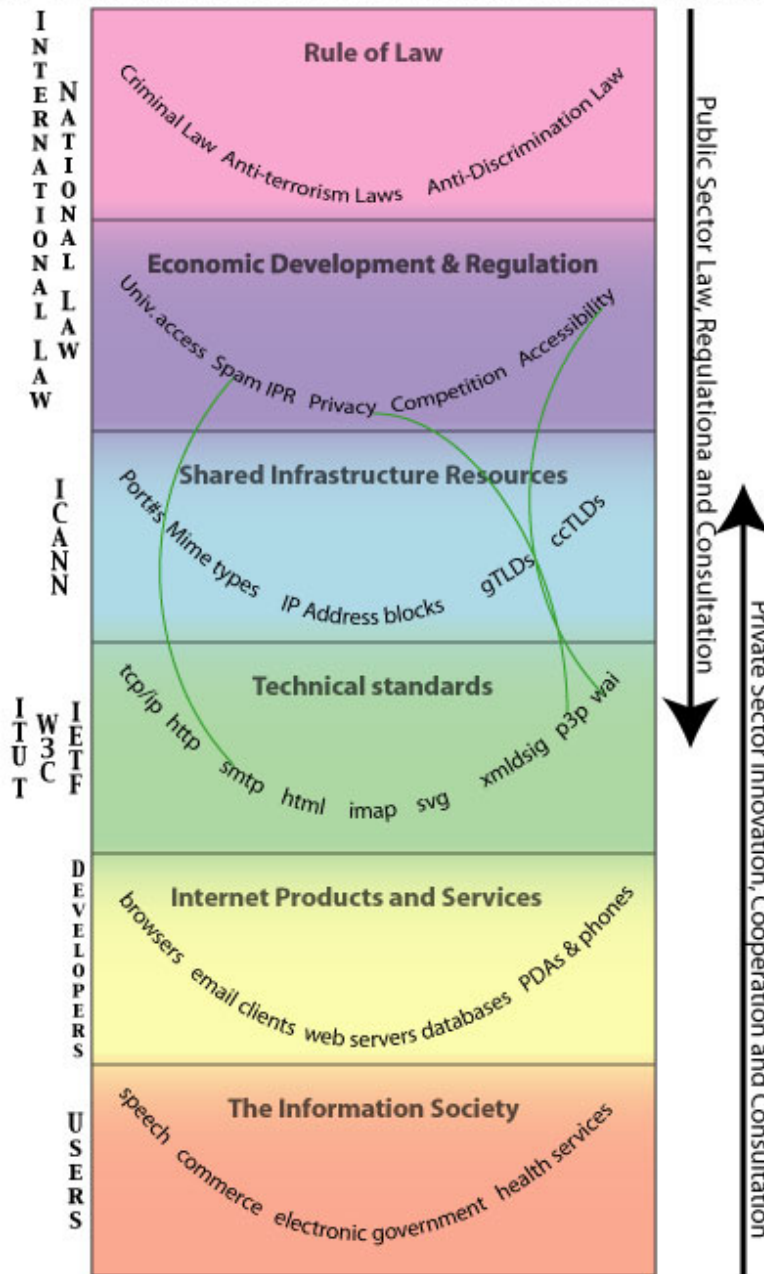 INTERNATIONAL LAW
NATIONAL LAW
Rule of Law
Criminal Law Anti-terrorism Laws Anti-Discrimination Law
Economic Development & Regulation
Univ. access Spam IPR Privacy Competition Accessibility
ICANN
Shared Infrastructure Resources
Port#s Mime types IP Address blocks gTLDs ccTLDs
ITU T
W3C
IETF
Technical standards
tcp/ip http smtp html imap svg xmldsig p3p wai
DEVELOPERS
Internet Products and Services
browsers email clients web servers databases PDAs & phones
USERS
The Information Society
speech commerce electronic government health services
Public Sector Law, Regulationa and Consultation
Private Sector Innovation, Cooperation and Consultation